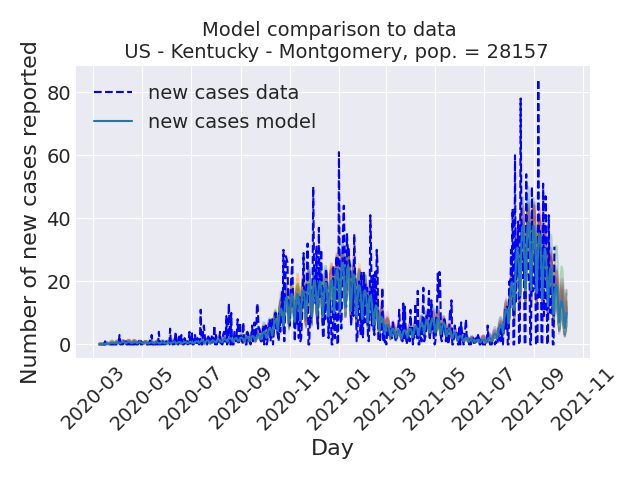 Model comparison to data
US - Kentucky - Montgomery, pop. = 28157
Number of new cases reported
80
60
40
20
0
new cases data
new cases model
2020-03
2020-05
2020-07
2020-09
2020-11
2021-01
2021-03
2021-05
2021-07
2021-09
2021-11
Day